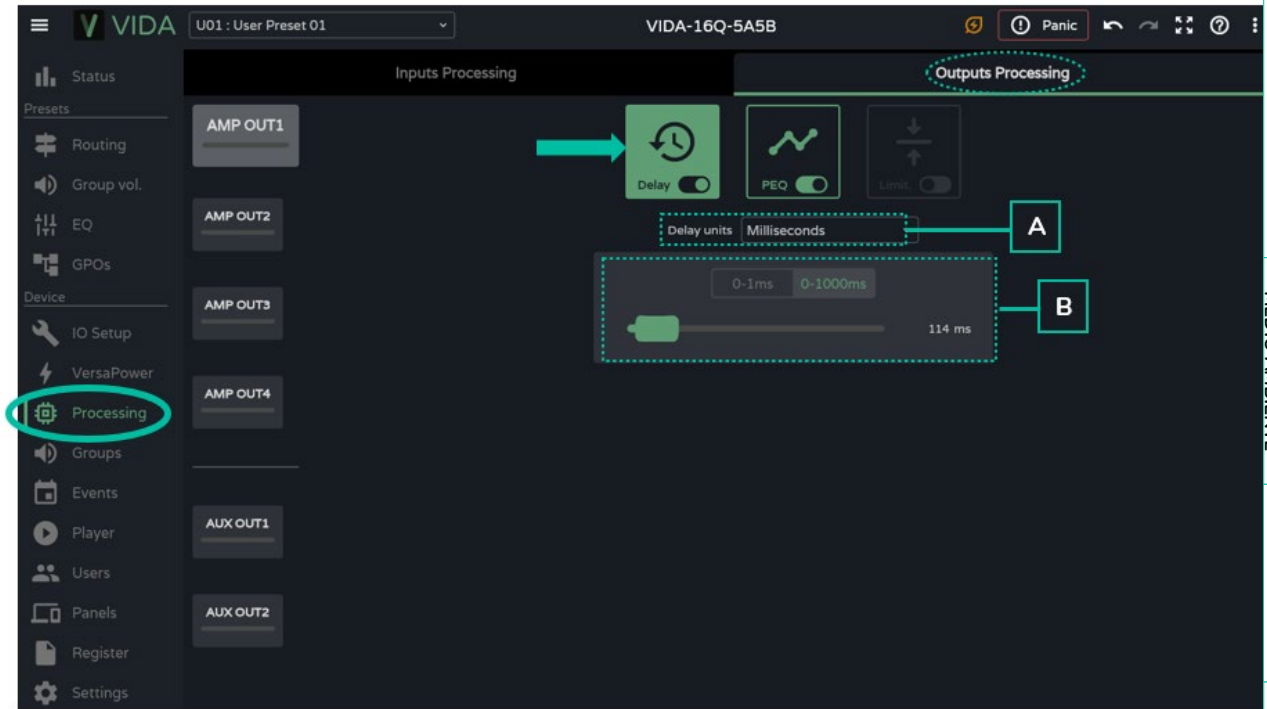 VIDA
U01 : User Preset 01
VIDA-16Q-5A5B
Panic
Status
Presets
Routing
Group vol.
EQ
GPOs
Device
IO Setup
VersaPower
Processing
Groups
Events
Player
Users
Panels
Register
Settings
Inputs Processing
Outputs Processing
AMP OUT1
AMP OUT2
AMP OUT3
AMP OUT4
AUX OUT1
AUX OUT2
Delay
PEQ
Limit.
Delay units Milliseconds
A
0-1ms 0-1000ms
114 ms
B